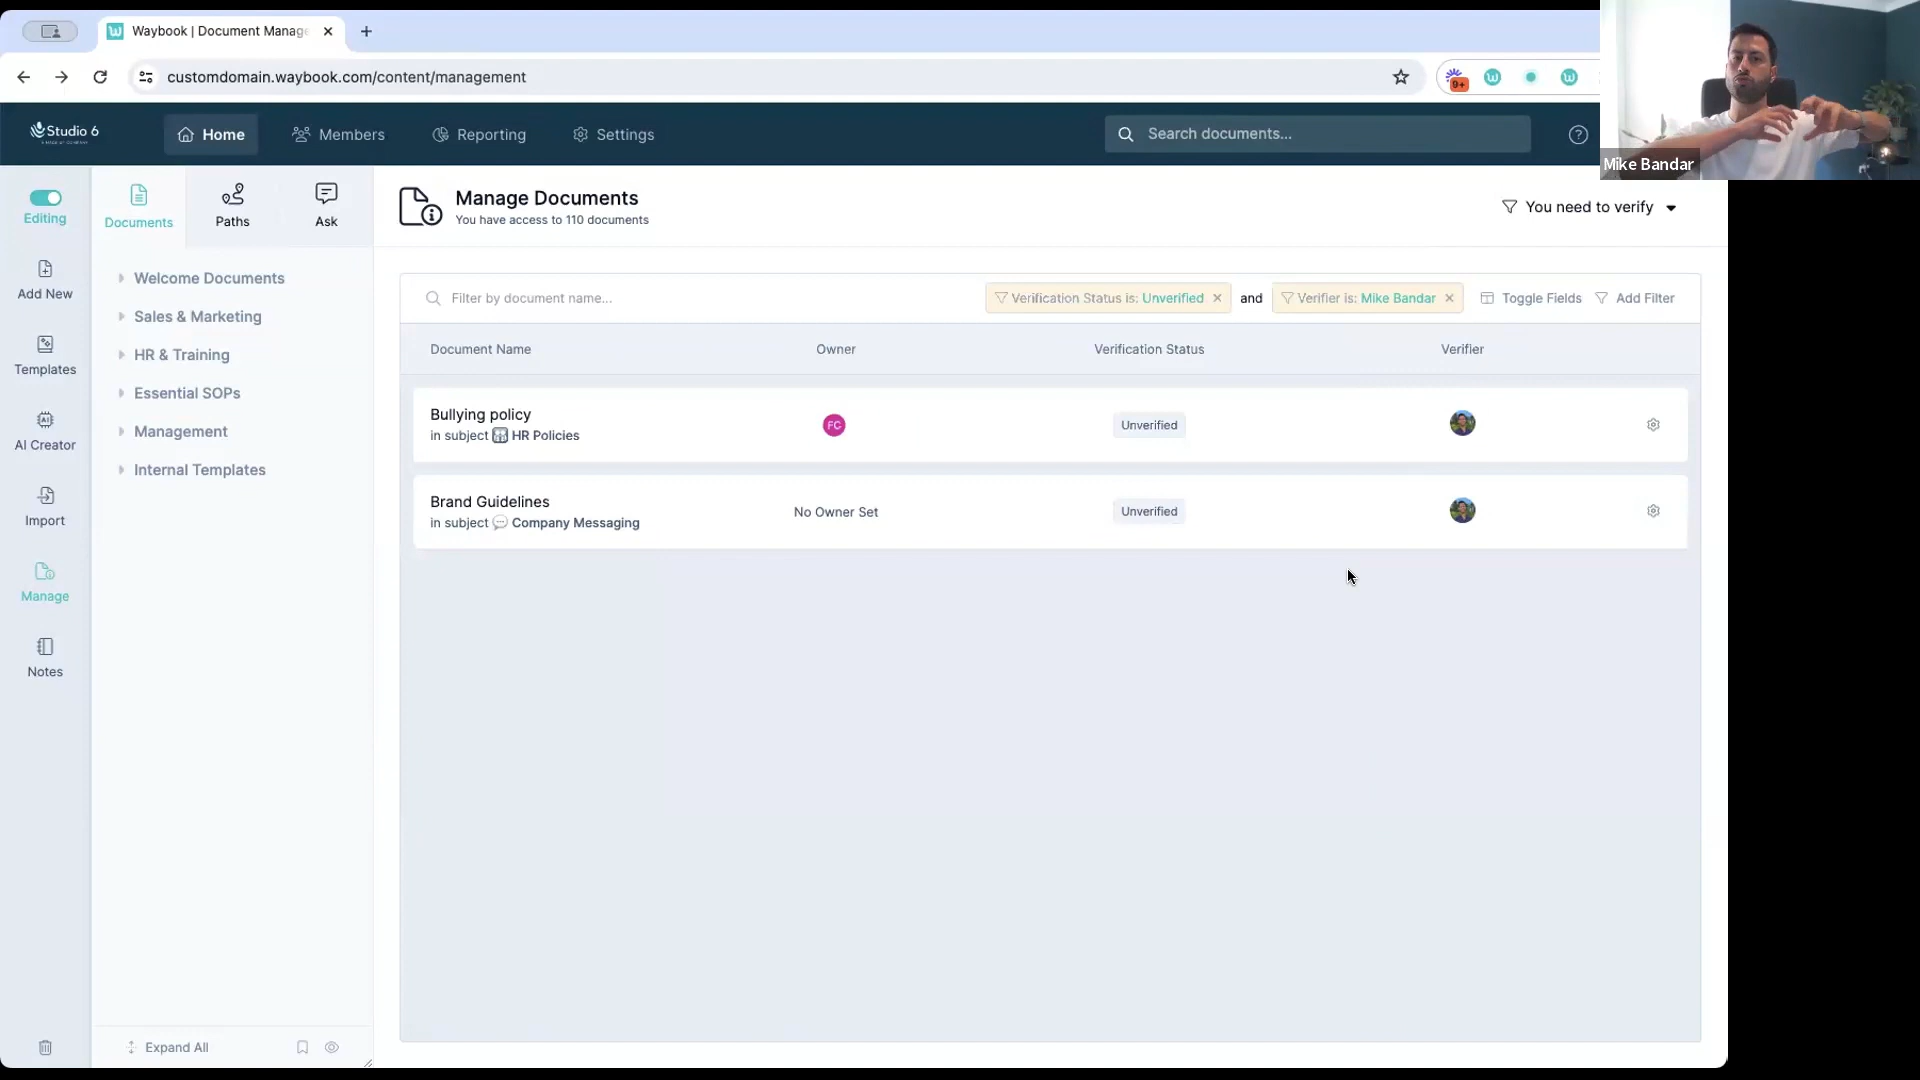 Waybook | Document Manag
customdomain.waybook.com/content/management
9+
Mike Bandar
Studio 6
Home
Members
Reporting
Settings
Search documents...
Editing
Add New
Templates
AI Creator
Import
Manage
Notes
Documents
Paths
Ask
Welcome Documents
Sales & Marketing
HR & Training
Essential SOPs
Management
Internal Templates
Expand All
Manage Documents
You have access to 110 documents
You need to verify
Filter by document name...
Verification Status is: Unverified
and
Verifier is: Mike Bandar
Toggle Fields
Add Filter
Document Name Owner Verification Status Verifier
Bullying policy
in subject HR Policies
FC
Unverified
Brand Guidelines
in subject Company Messaging
No Owner Set
Unverified